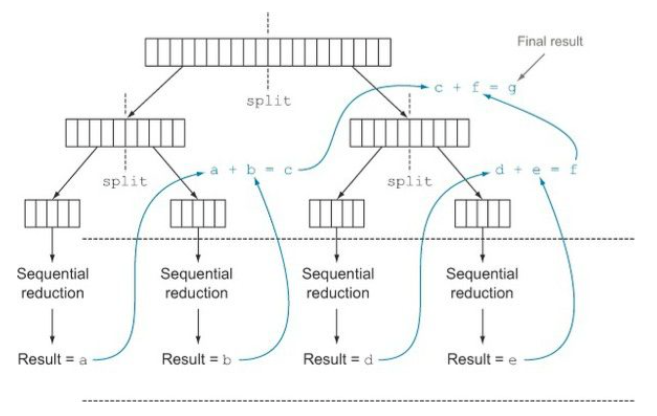 Final result
c + f = g
split
a + b = c
d + e = f
split
split
Sequential
reduction
Sequential
reduction
Sequential
reduction
Sequential
reduction
Result = a
Result = b
Result = d
Result = e